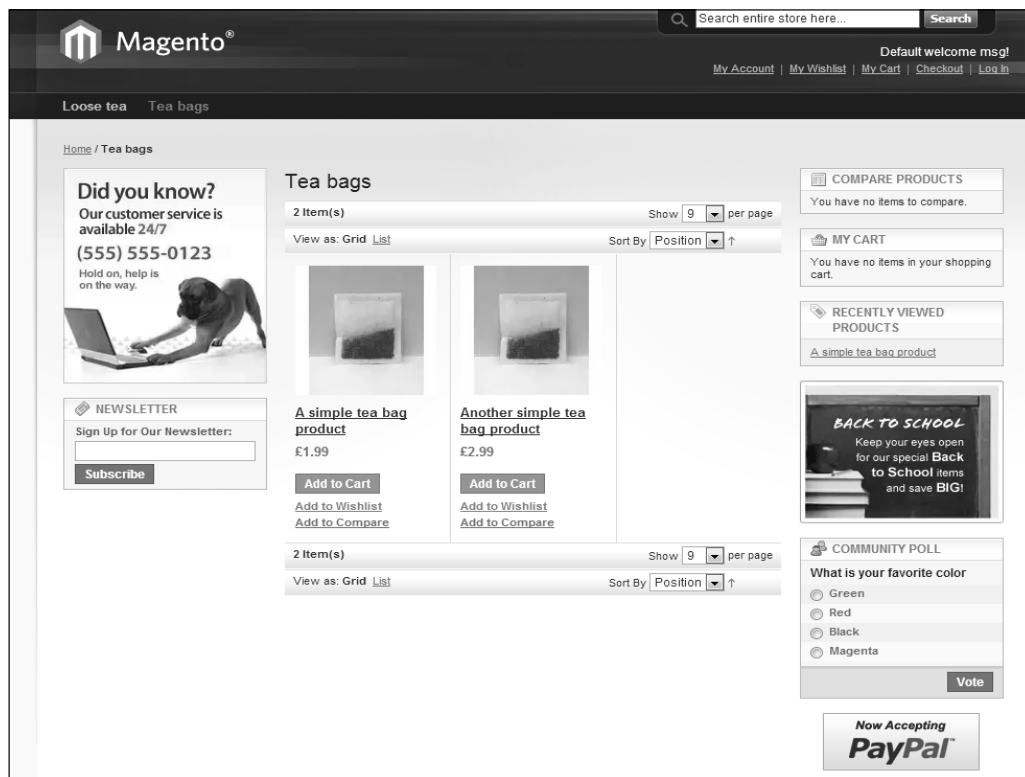 Magento®
Search entire store here...
Search
Default welcome msg!
My Account | My Wishlist | My Cart | Checkout | Log In
Loose tea
Tea bags
Home / Tea bags
Did you know?
Our customer service is
available 24/7
(555) 555-0123
Hold on, help is
on the way.
NEWSLETTER
Sign Up for Our Newsletter:
Subscribe
Tea bags
2 Item(s)
Show 9 per page
View as: Grid List
Sort By Position
A simple tea bag
product
£1.99
Add to Cart
Add to Wishlist
Add to Compare
Another simple tea
bag product
£2.99
Add to Cart
Add to Wishlist
Add to Compare
2 Item(s)
Show 9 per page
View as: Grid List
Sort By Position
COMPARE PRODUCTS
You have no items to compare.
MY CART
You have no items in your shopping
cart.
RECENTLY VIEWED
PRODUCTS
A simple tea bag product
BACK TO SCHOOL
Keep your eyes open
for our special Back
to School items
and save BIG!
COMMUNITY POLL
What is your favorite color
Green
Red
Black
Magenta
Vote
Now Accepting
PayPal™